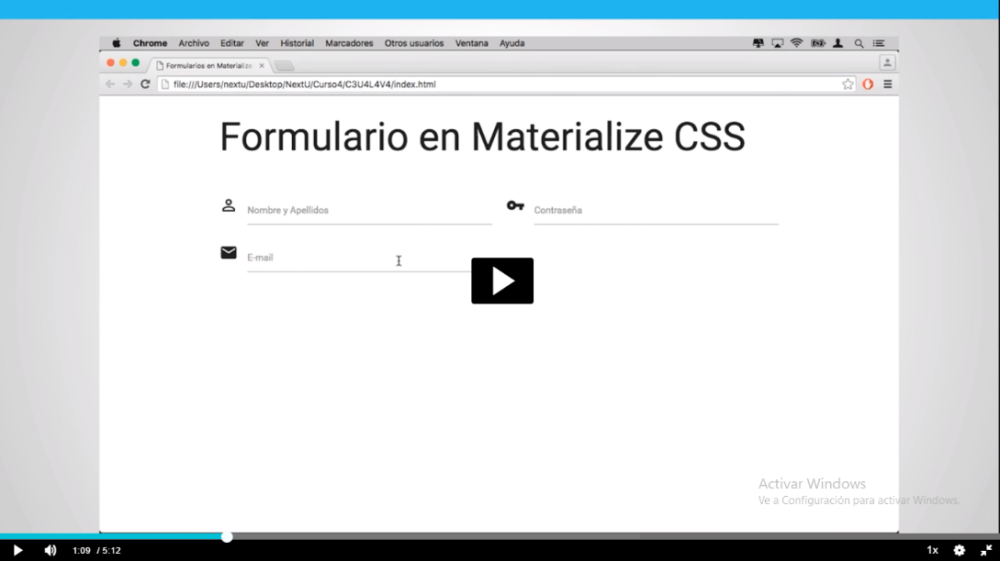 Chrome Archivo Editar Ver Historial Marcadores Otros usuarios Ventana Ayuda
Formularios en Materialize
file:///Users/nextu/Desktop/NextU/Curso4/C3U4L4V4/index.html
Formulario en Materialize CSS
Nombre y Apellidos
Contraseña
E-mail
Activar Windows
Ve a Configuración para activar Windows.
1:09 / 5:12
1x